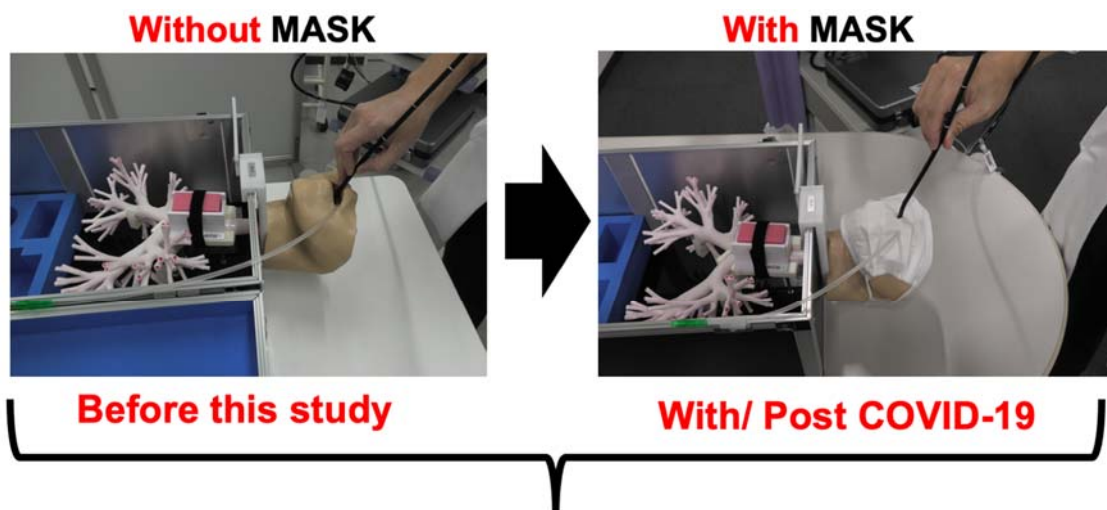 Without MASK
With MASK
Before this study
With/ Post COVID-19